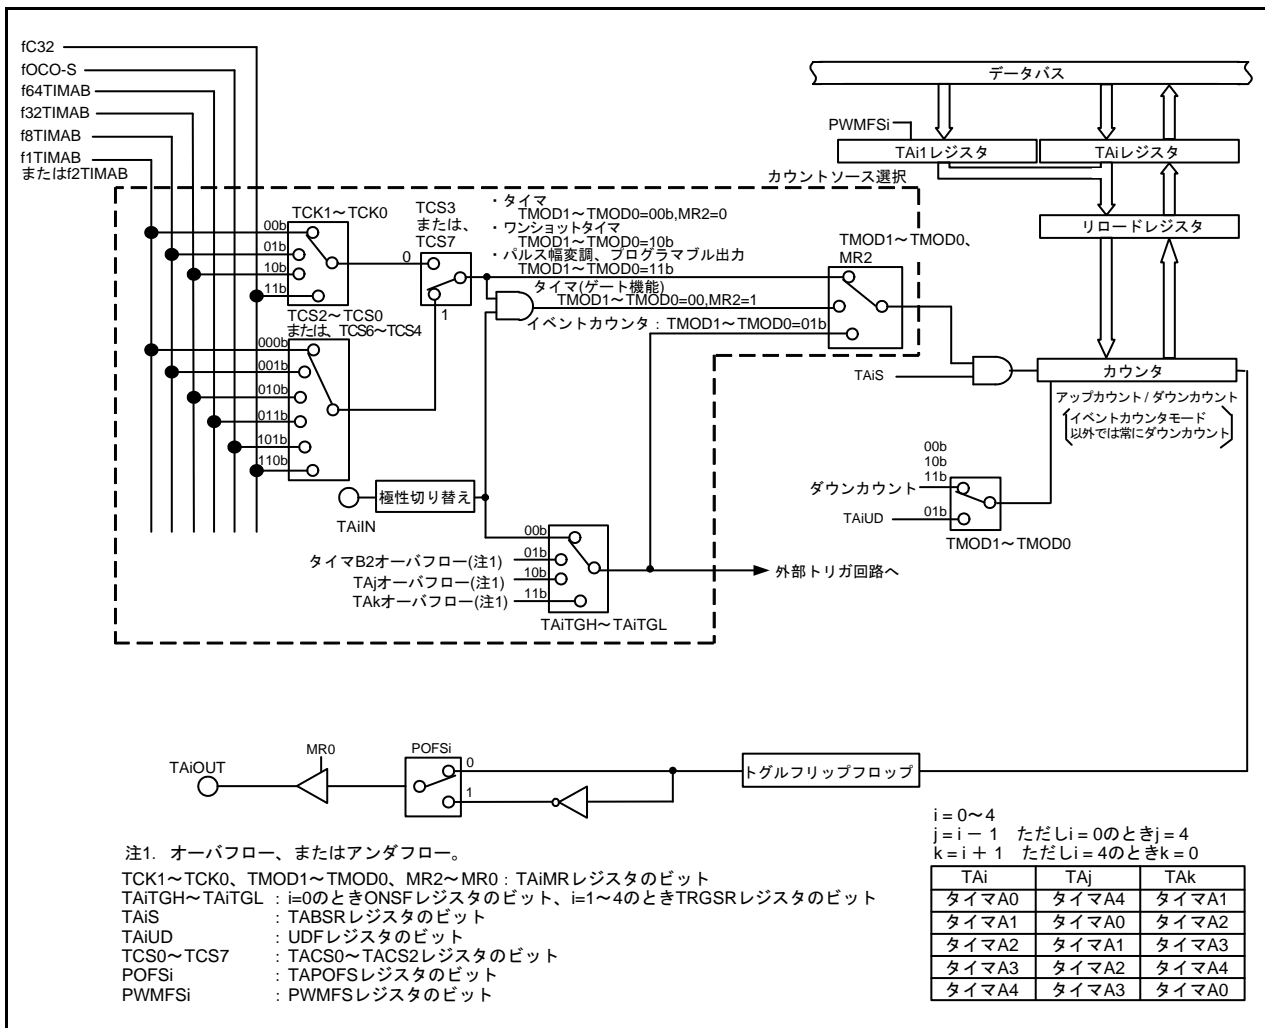 fC32
fOCO-S
f64TIMAB
f32TIMAB
f8TIMAB
f1TIMAB
またはf2TIMAB
データバス
PWMFSi
TAi1レジスタ
TAiレジスタ
カウントソース選択
リロードレジスタ
TCK1～TCK0
00b
01b
10b
11b
TCS3
または、
TCS7
0
1
・タイマ
TMOD1～TMOD0=00b,MR2=0
・ワンショットタイマ
TMOD1～TMOD0=10b
・パルス幅変調、プログラマブル出力
TMOD1～TMOD0=11b
タイマ(ゲート機能)
TMOD1～TMOD0=00,MR2=1
イベントカウンタ：TMOD1～TMOD0=01b
TMOD1～TMOD0、
MR2
TCS2～TCS0
または、TCS6～TCS4
000b
001b
010b
011b
101b
110b
TAiS
カウンタ
アップカウント / ダウンカウント
イベントカウンタモード
以外では常にダウンカウント
00b
10b
11b
ダウンカウント
TAiUD
01b
TMOD1～TMOD0
TAiIN
極性切り替え
00b
タイマB2オーバフロー(注1)
01b
TAjオーバフロー(注1)
10b
TAkオーバフロー(注1)
11b
TAiTGH～TAiTGL
外部トリガ回路へ
TAiOUT
MR0
POFSi
0
1
トグルフリップフロップ
i = 0～4
j = i － 1 ただしi = 0のときj = 4
k = i + 1 ただしi = 4のときk = 0
TAi TAj TAk
タイマA0 タイマA4 タイマA1
タイマA1 タイマA0 タイマA2
タイマA2 タイマA1 タイマA3
タイマA3 タイマA2 タイマA4
タイマA4 タイマA3 タイマA0
注1. オーバフロー、またはアンダフロー。
TCK1～TCK0、TMOD1～TMOD0、MR2～MR0：TAiMRレジスタのビット
TAiTGH～TAiTGL：i=0のときONSFレジスタのビット、i=1～4のときTRGSRレジスタのビット
TAiS：TABSRレジスタのビット
TAiUD：UDFレジスタのビット
TCS0～TCS7：TACS0～TACS2レジスタのビット
POFSi：TAPOFSレジスタのビット
PWMFSi：PWMFSレジスタのビット